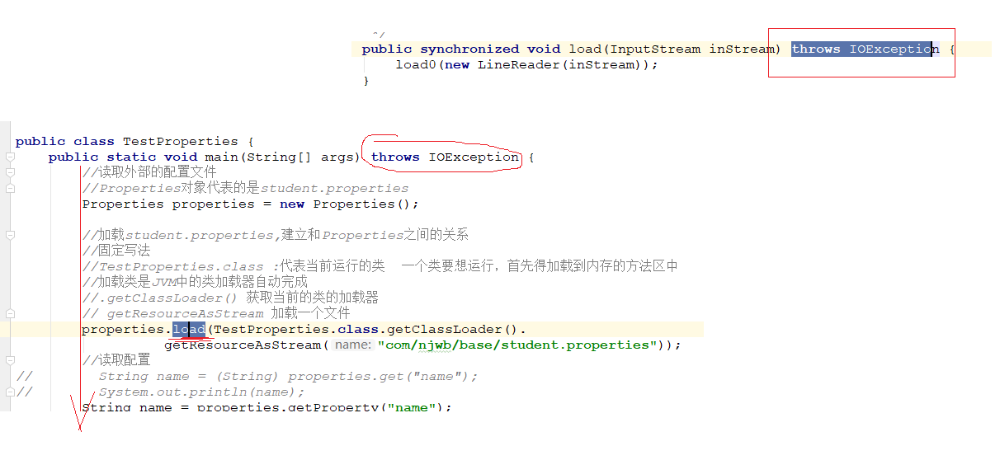 */
public synchronized void load(InputStream inStream) throws IOException {
load0(new LineReader(inStream));
}
public class TestProperties {
public static void main(String[] args) throws IOException {
//读取外部的配置文件
//Properties对象代表的是student.properties
Properties properties = new Properties();
//加载student.properties,建立和Properties之间的关系
//固定写法
//TestProperties.class :代表当前运行的类  一个类要想运行，首先得加载到内存的方法区中
//加载类是JVM中的类加载器自动完成
//.getClassLoader() 获取当前的类的加载器
// getResourceAsStream 加载一个文件
properties.load(TestProperties.class.getClassLoader().
getResourceAsStream( name: "com/njwb/base/student.properties"));
//读取配置
// String name = (String) properties.get("name");
// System.out.println(name);
String name = properties.getProperty("name");